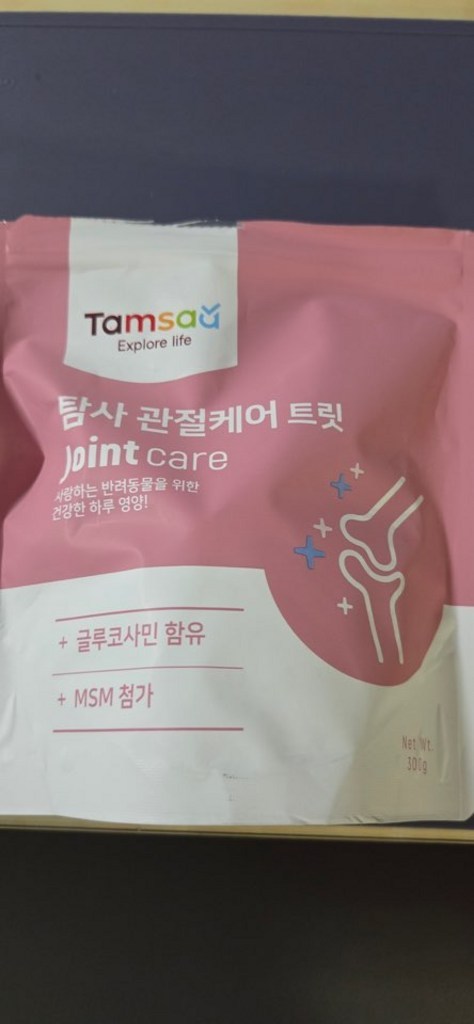 Tamsaa
Explore life
탐사 관절케어 트릿
Joint care
사랑하는 반려동물을 위한
건강한 하루 영양!
+ 글루코사민 함유
+ MSM 첨가
Net Wt.
300g